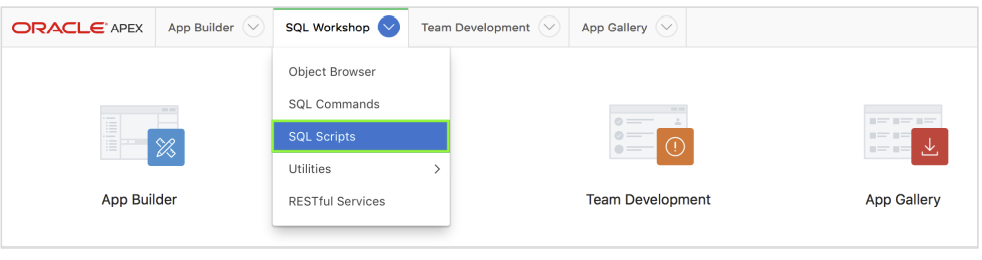 ORACLE APEX App Builder SQL Workshop Team Development App Gallery
Object Browser
SQL Commands
SQL Scripts
Utilities
RESTful Services
App Builder
Team Development
App Gallery